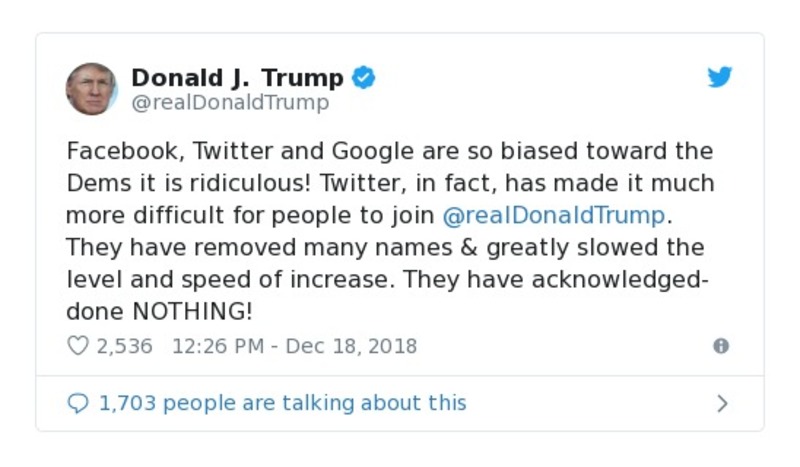 Donald J. Trump
@realDonaldTrump
Facebook, Twitter and Google are so biased toward the
Dems it is ridiculous! Twitter, in fact, has made it much
more difficult for people to join @realDonaldTrump.
They have removed many names & greatly slowed the
level and speed of increase. They have acknowledged-
done NOTHING!
2,536 12:26 PM - Dec 18, 2018
1,703 people are talking about this